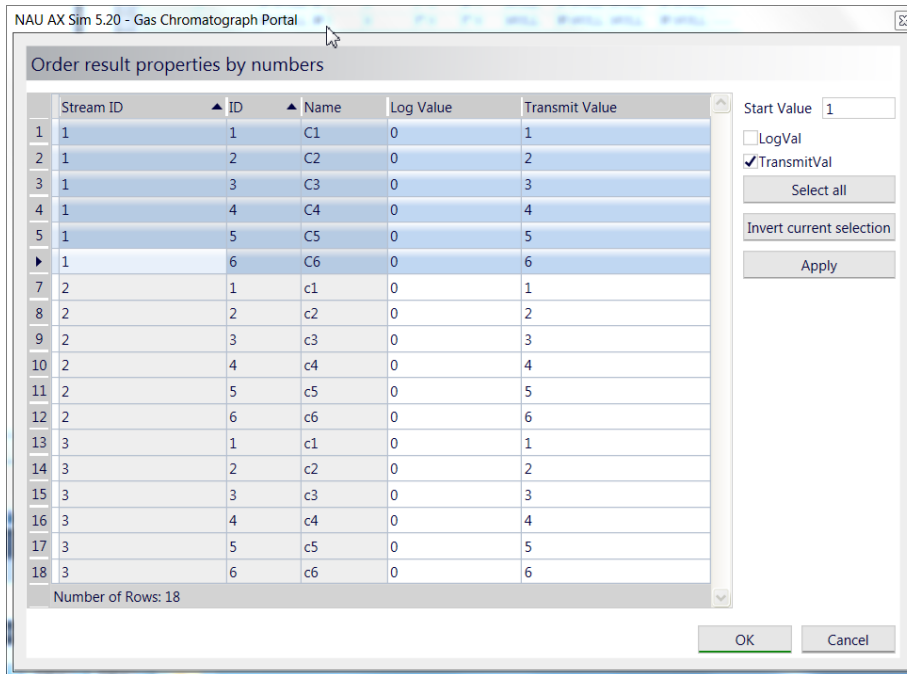 NAU AX Sim 5.20 - Gas Chromatograph Portal
Order result properties by numbers
Stream ID ID Name Log Value Transmit Value
1 1 1 C1 0 1
2 1 2 C2 0 2
3 1 3 C3 0 3
4 1 4 C4 0 4
5 1 5 C5 0 5
1 6 C6 0 6
7 2 1 c1 0 1
8 2 2 c2 0 2
9 2 3 c3 0 3
10 2 4 c4 0 4
11 2 5 c5 0 5
12 2 6 c6 0 6
13 3 1 c1 0 1
14 3 2 c2 0 2
15 3 3 c3 0 3
16 3 4 c4 0 4
17 3 5 c5 0 5
18 3 6 c6 0 6
Number of Rows: 18
Start Value 1
LogVal
TransmitVal
Select all
Invert current selection
Apply
OK Cancel